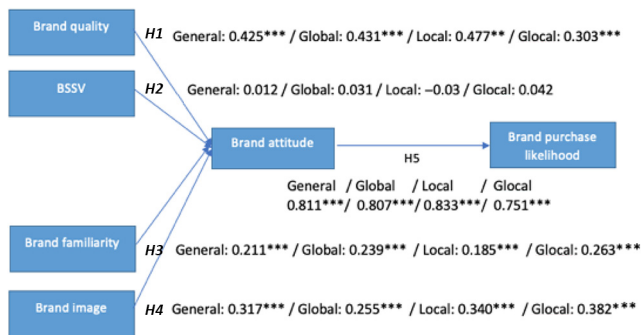 Brand quality
H1 General: 0.425*** / Global: 0.431*** / Local: 0.477** / Glocal: 0.303***
BSSV
H2 General: 0.012 / Global: 0.031 / Local: –0.03 / Glocal: 0.042
Brand attitude
H5
Brand purchase
likelihood
General / Global / Local / Glocal
0.811***/ 0.807***/ 0.833***/ 0.751***
Brand familiarity
H3 General: 0.211*** / Global: 0.239*** / Local: 0.185*** / Glocal: 0.263***
Brand image
H4 General: 0.317*** / Global: 0.255*** / Local: 0.340*** / Glocal: 0.382***